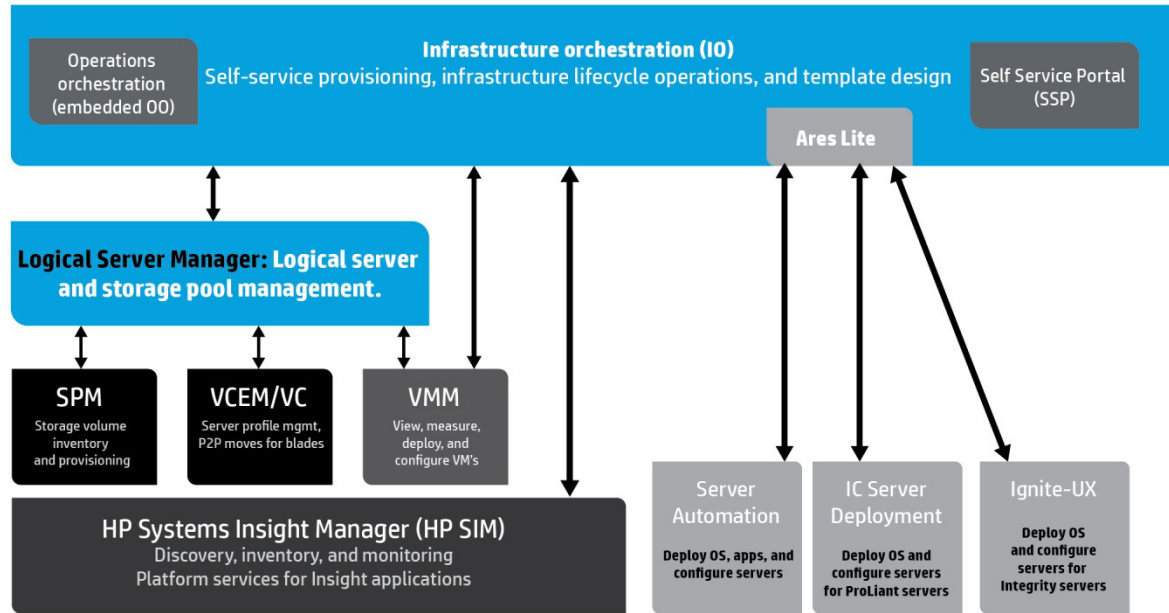 Infrastructure orchestration (IO)
Self-service provisioning, infrastructure lifecycle operations, and template design
Operations
orchestration
(embedded OO)
Self Service Portal
(SSP)
Ares Lite
Logical Server Manager: Logical server
and storage pool management.
SPM
Storage volume
inventory
and provisioning
VCEM/VC
Server profile mgmt,
P2P moves for blades
VMM
View, measure,
deploy, and
configure VM's
HP Systems Insight Manager (HP SIM)
Discovery, inventory, and monitoring
Platform services for Insight applications
Server
Automation
Deploy OS, apps, and
configure servers
IC Server
Deployment
Deploy OS and
configure servers
for ProLiant servers
Ignite-UX
Deploy OS
and configure
servers for
Integrity servers